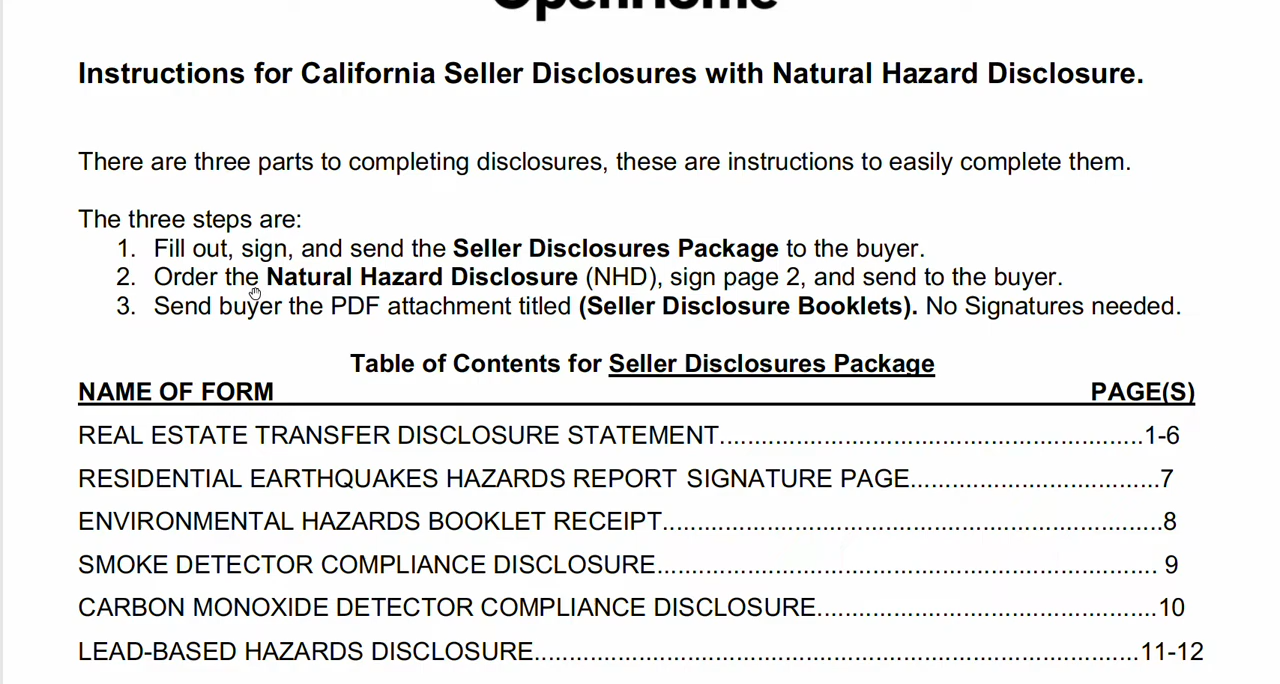 OpenHome
Instructions for California Seller Disclosures with Natural Hazard Disclosure.
There are three parts to completing disclosures, these are instructions to easily complete them.
The three steps are:
1. Fill out, sign, and send the Seller Disclosures Package to the buyer.
2. Order the Natural Hazard Disclosure (NHD), sign page 2, and send to the buyer.
3. Send buyer the PDF attachment titled (Seller Disclosure Booklets). No Signatures needed.
Table of Contents for Seller Disclosures Package
NAME OF FORM PAGE(S)
REAL ESTATE TRANSFER DISCLOSURE STATEMENT..............................................................1-6
RESIDENTIAL EARTHQUAKES HAZARDS REPORT SIGNATURE PAGE....................................7
ENVIRONMENTAL HAZARDS BOOKLET RECEIPT........................................................................8
SMOKE DETECTOR COMPLIANCE DISCLOSURE........................................................................ 9
CARBON MONOXIDE DETECTOR COMPLIANCE DISCLOSURE.................................................10
LEAD-BASED HAZARDS DISCLOSURE.......................................................................................11-12